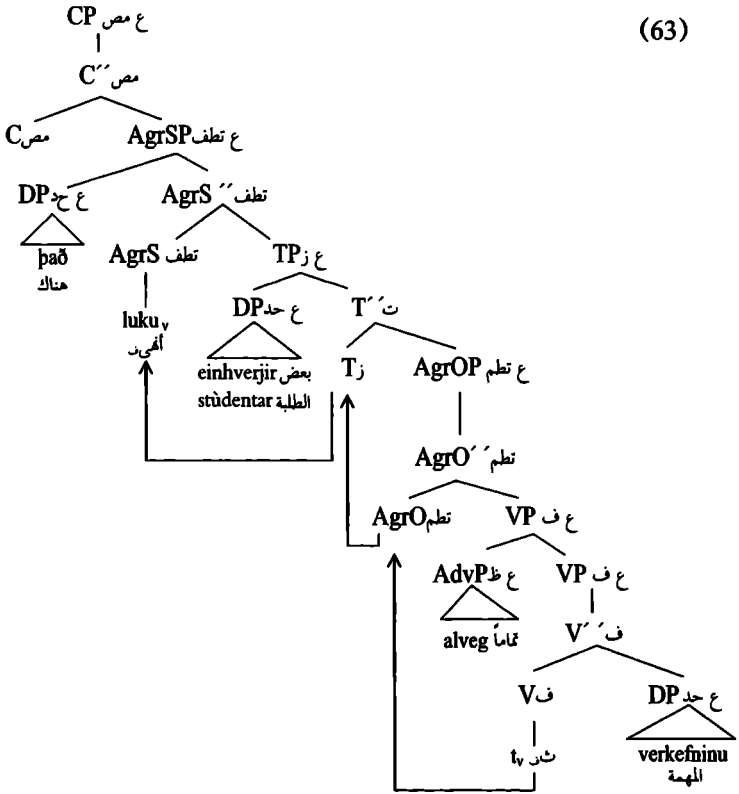 (63)
CP ع مص
C´´ مص
C مص AgrSP ع تطف
DP ع حد AgrS ´´ تطف
það AgrS تطف TP ع ز
هناك
DP ع حد T´´ ت
luku v
أنهى ف
einhverjir بعض T ز AgrOP ع تطم
stùdentar الطلبة
AgrO´´ تطم
AgrO تطم VP ع ف
AdvP ع ظ VP ع ف
alveg تماماً V´´ ف
V ف DP ع حد
t v ث ف verkefninu
المهمة